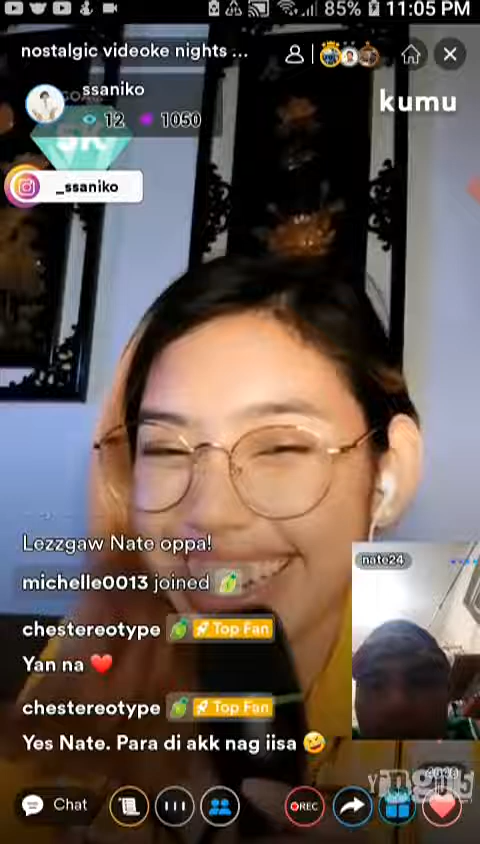 85% 11:05 PM
nostalgic videoke nights ...
ssaniko
12 1050
kumu
5K
_ssaniko
Lezzgaw Nate oppa!
michelle0013 joined
nate24
chestereotype Top Fan
Yan na ❤️
chestereotype Top Fan
Yes Nate. Para di akk nag iisa 🤣
Chat
REC